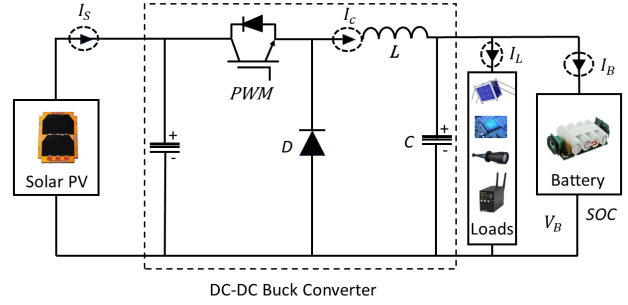 I_S
I_c
I_L
I_B
L
PWM
D
C
+
-
+
-
Solar PV
Loads
Battery
V_B
SOC
DC-DC Buck Converter